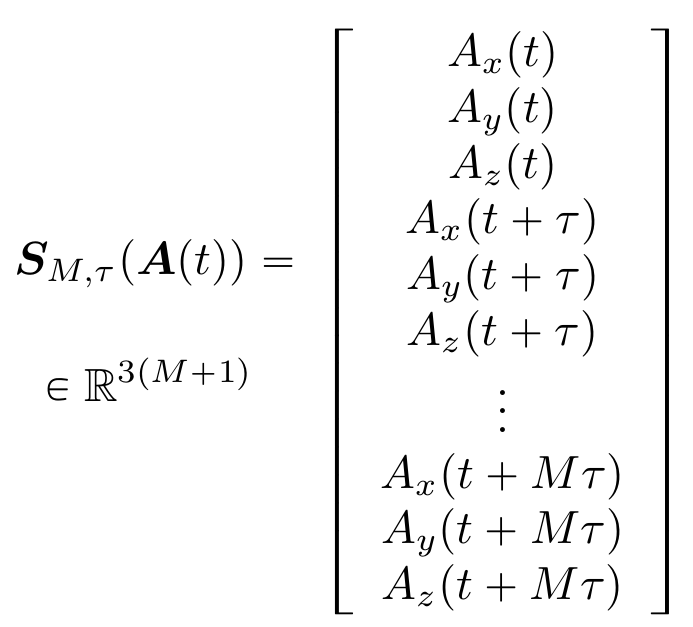 A_x(t)
A_y(t)
A_z(t)
A_x(t + τ)
𝑺_{M,τ}(𝑨(t)) =
A_y(t + τ)
A_z(t + τ)
∈ ℝ^{3(M+1)}
⋮
A_x(t + Mτ)
A_y(t + Mτ)
A_z(t + Mτ)